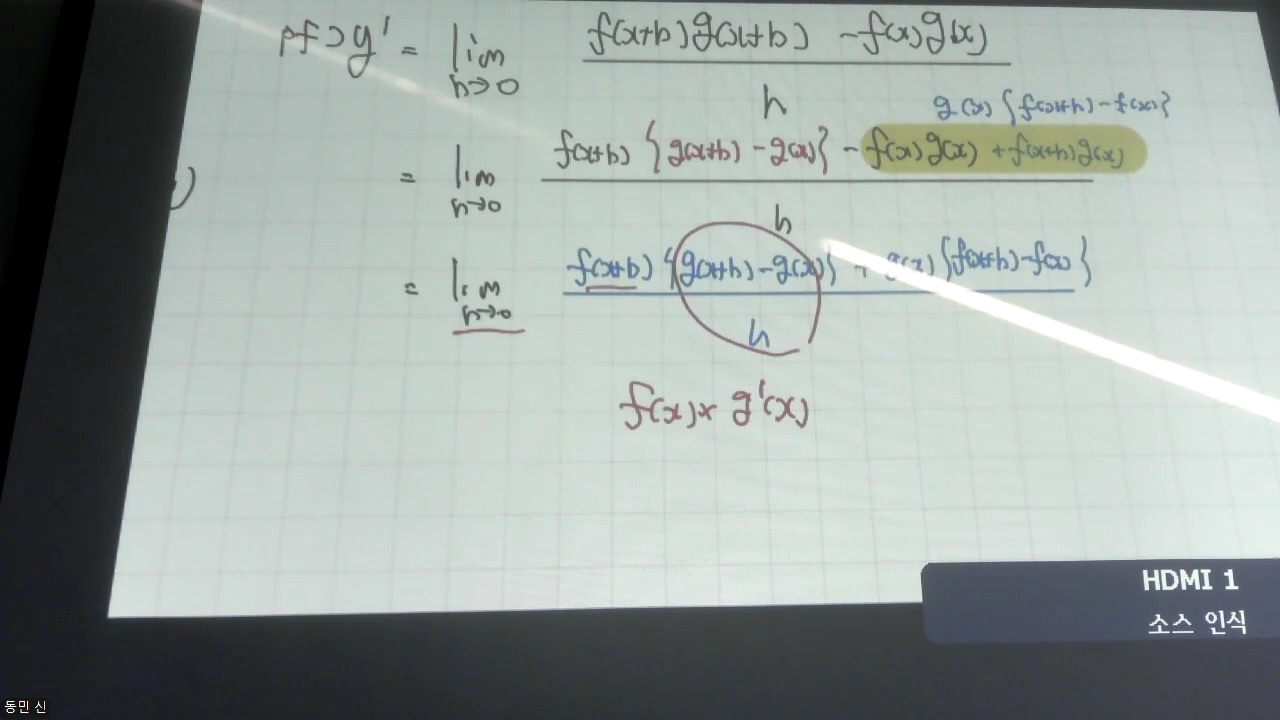 pf) y' = lim h→0 f(x+h)g(x+h) - f(x)g(x)
h
g(x) {f(x+h) - f(x)}
= lim h→0 f(x+h) {g(x+h) - g(x)} - f(x)g(x) + f(x+h)g(x)
h
= lim h→0 f(x+h) {g(x+h) - g(x)} + g(x) {f(x+h) - f(x)}
h
f(x) × g'(x)
HDMI 1
소스 인식
동민 신